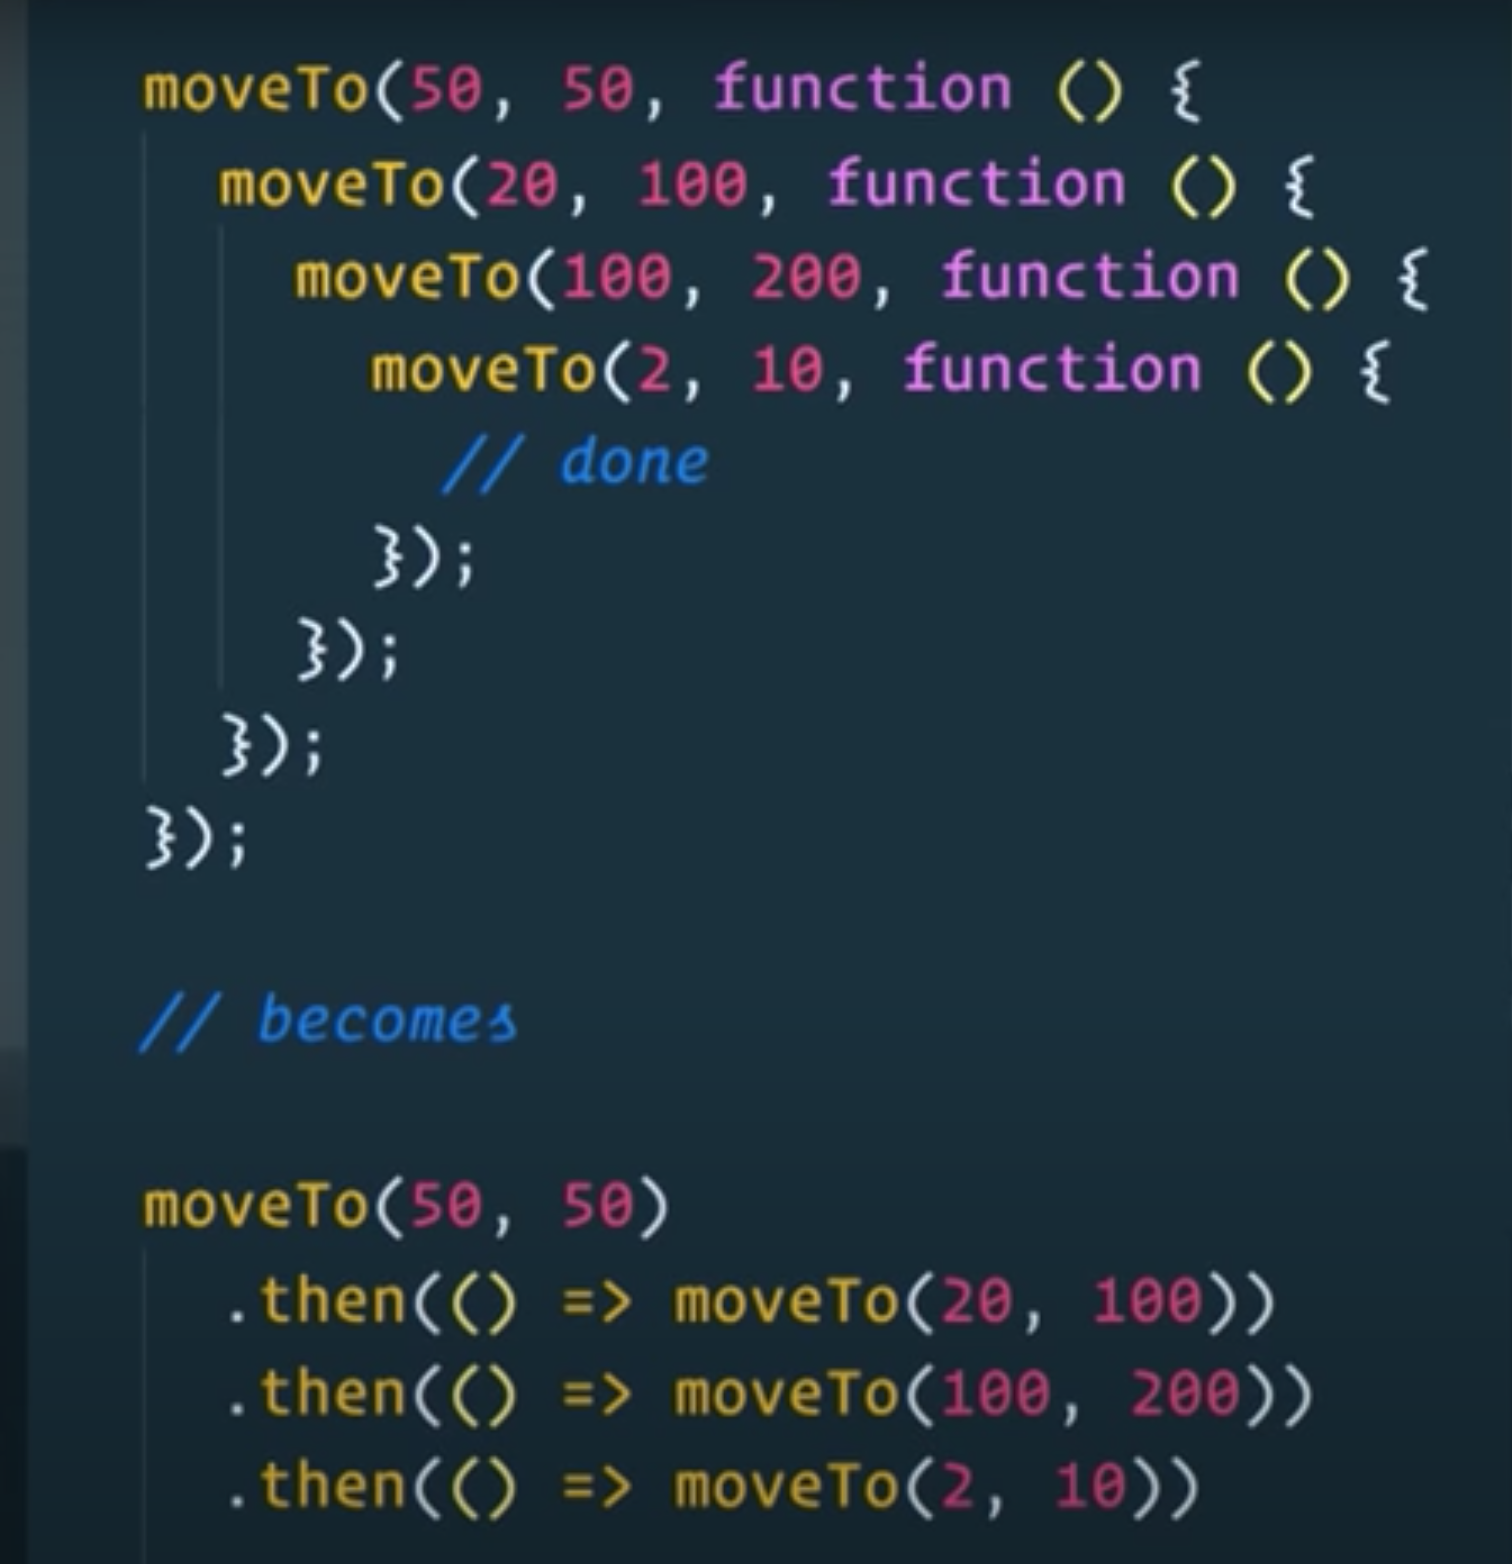 moveTo(50, 50, function () {
  moveTo(20, 100, function () {
    moveTo(100, 200, function () {
      moveTo(2, 10, function () {
        // done
      });
    });
  });
});
// becomes
moveTo(50, 50)
  .then(() => moveTo(20, 100))
  .then(() => moveTo(100, 200))
  .then(() => moveTo(2, 10))